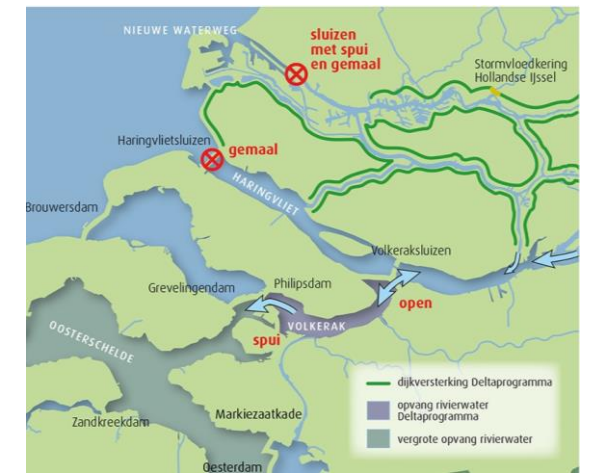 NIEUWE WATERWEG
sluizen
met spui
en gemaal
Stormvloedkering
Hollandse IJssel
Haringvlietsluizen
gemaal
HARINGVLIET
Brouwersdam
Volkeraksluizen
Grevelingendam
Philipsdam
open
VOLKERAK
spui
OOSTERSCHELDE
dijkversterking Deltaprogramma
opvang rivierwater
Deltaprogramma
vergrote opvang rivierwater
Markiezaatkade
Zandkreekdam
Oesterdam